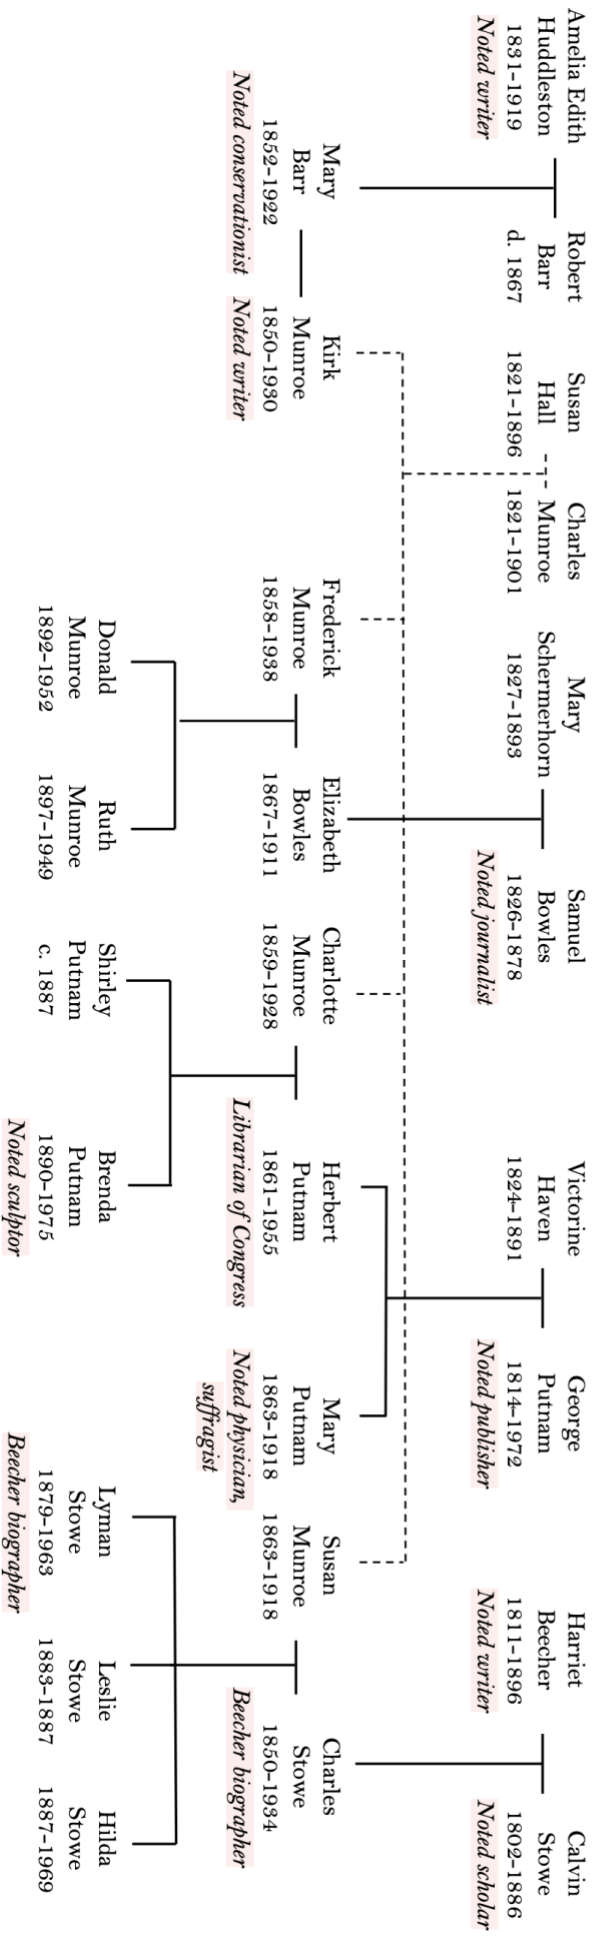 Amelia Edith
Huddleston
1831–1919
Noted writer
Robert
Barr
d. 1867
Susan
Hall
1821–1896
Charles
Munroe
1821–1901
Mary
Schermerhorn
1827–1893
Samuel
Bowles
1826–1878
Noted journalist
Victorine
Haven
1824–1891
George
Putnam
1814–1972
Noted publisher
Harriet
Beecher
1811–1896
Noted writer
Calvin
Stowe
1802–1886
Noted scholar
Mary
Barr
1852–1922
Noted conservationist
Kirk
Munroe
1850–1930
Noted writer
Frederick
Munroe
1858–1938
Elizabeth
Bowles
1867–1911
Charlotte
Munroe
1859–1928
Herbert
Putnam
1861–1955
Librarian of Congress
Mary
Putnam
1863–1918
Noted physician,
suffragist
Susan
Munroe
1863–1918
Charles
Stowe
1850–1934
Beecher biographer
Donald
Munroe
1892–1952
Ruth
Munroe
1897–1949
Shirley
Putnam
c. 1887
Brenda
Putnam
1890–1975
Noted sculptor
Lyman
Stowe
1879–1963
Beecher biographer
Leslie
Stowe
1883–1887
Hilda
Stowe
1887–1969